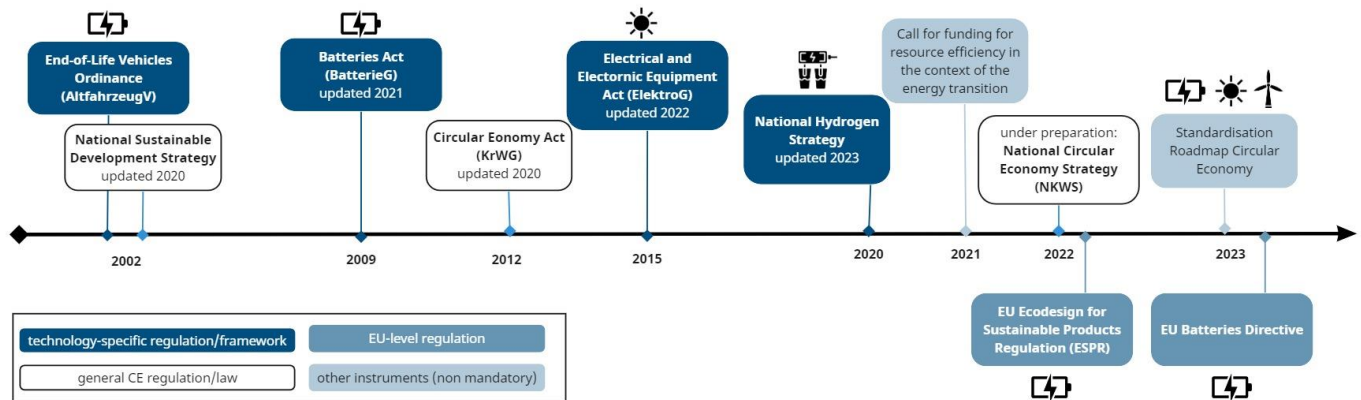 End-of-Life Vehicles
Ordinance
(AltfahrzeugV)
National Sustainable
Development Strategy
updated 2020
Batteries Act
(BatterieG)
updated 2021
Circular Eonomy Act
(KrWG)
updated 2020
Electrical and
Electornic Equipment
Act (ElektroG)
updated 2022
National Hydrogen
Strategy
updated 2023
Call for funding for
resource efficiency in
the context of the
energy transition
under preparation:
National Circular
Economy Strategy
(NKWS)
Standardisation
Roadmap Circular
Economy
2002
2009
2012
2015
2020
2021
2022
2023
EU Ecodesign for
Sustainable Products
Regulation (ESPR)
EU Batteries Directive
technology-specific regulation/framework
EU-level regulation
general CE regulation/law
other instruments (non mandatory)